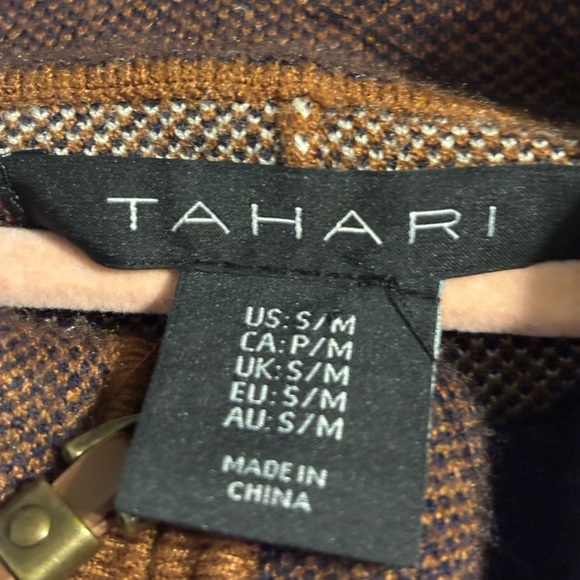 TAHARI
US: S/M
CA: P/M
UK: S/M
EU: S/M
AU: S/M
MADE IN
CHINA